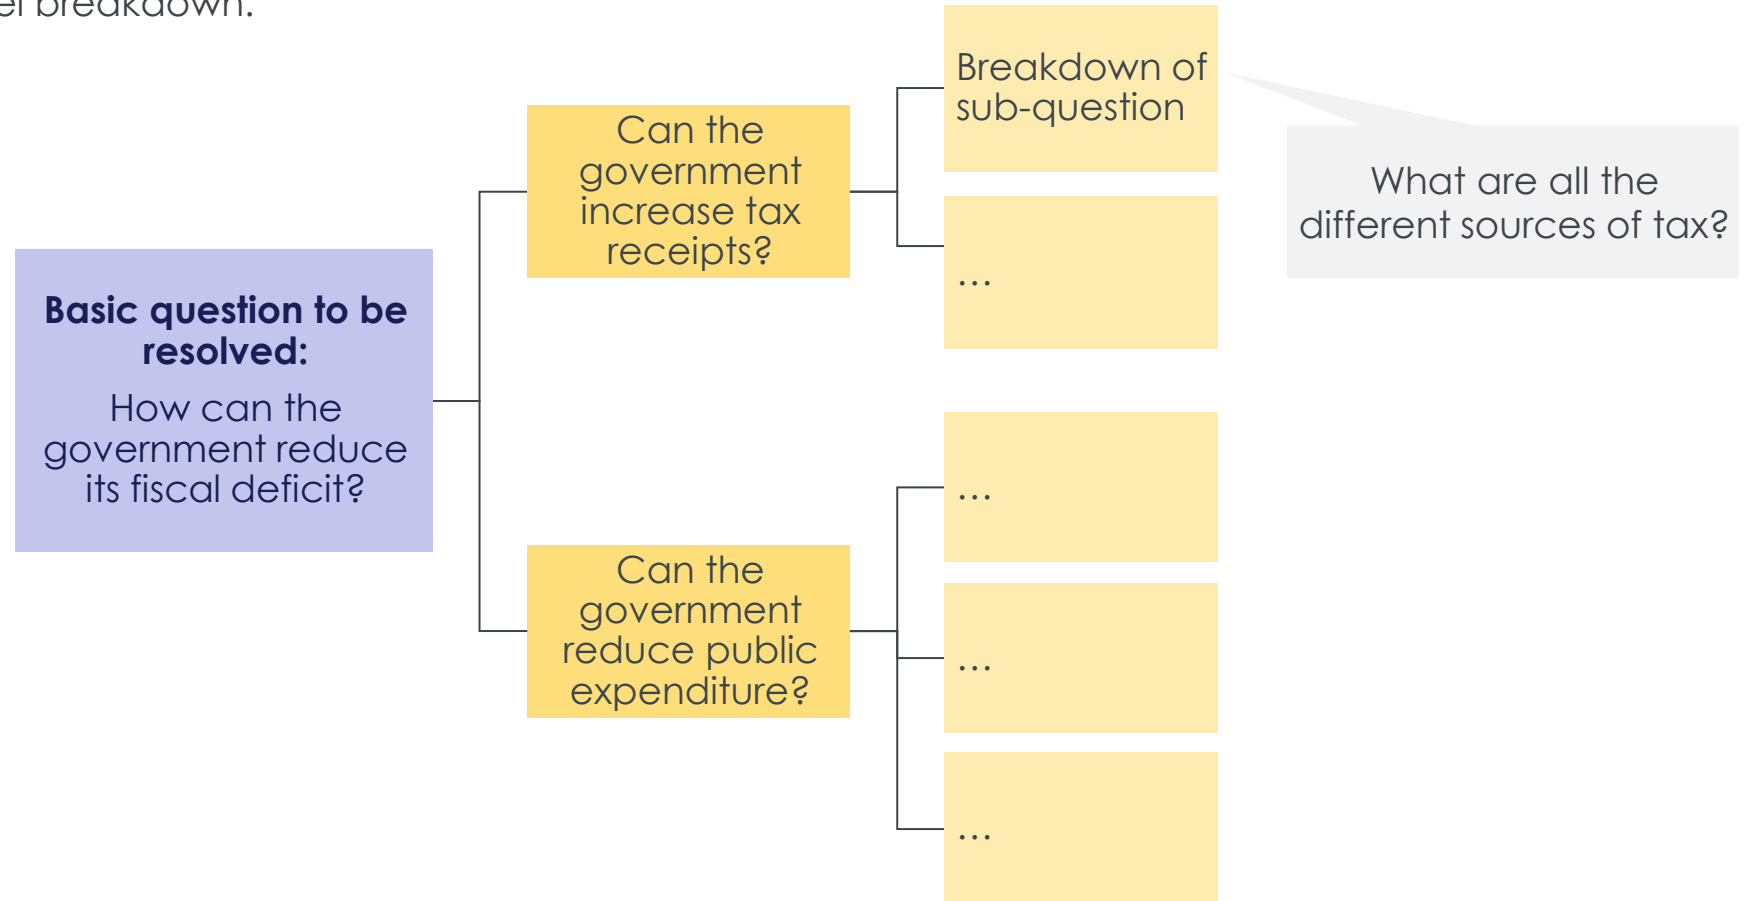 breakdown.
Breakdown of
sub-question
Can the
government
increase tax
receipts?
What are all the
different sources of tax?
…
Basic question to be
resolved:
How can the
government reduce
its fiscal deficit?
…
Can the
government
reduce public
expenditure?
…
…